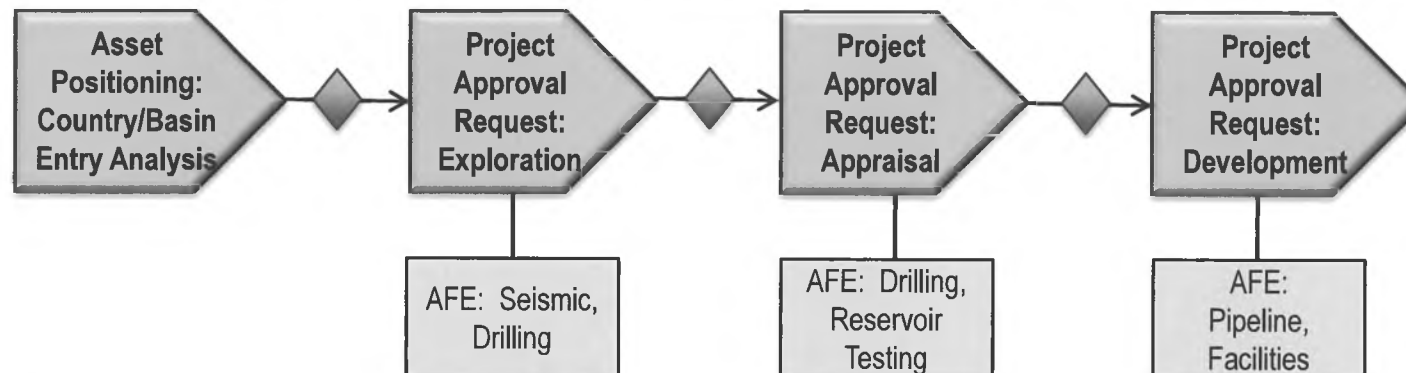 Asset
Positioning:
Country/Basin
Entry Analysis
Project
Approval
Request:
Exploration
Project
Approval
Request:
Appraisal
Project
Approval
Request:
Development
AFE: Seismic,
Drilling
AFE: Drilling,
Reservoir
Testing
AFE:
Pipeline,
Facilities